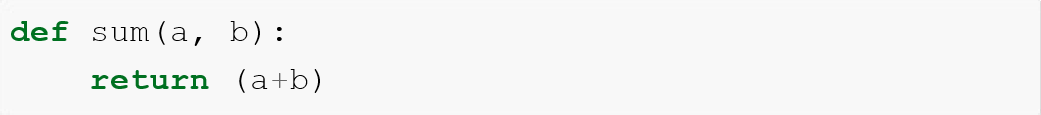 def sum(a, b):
    return (a+b)